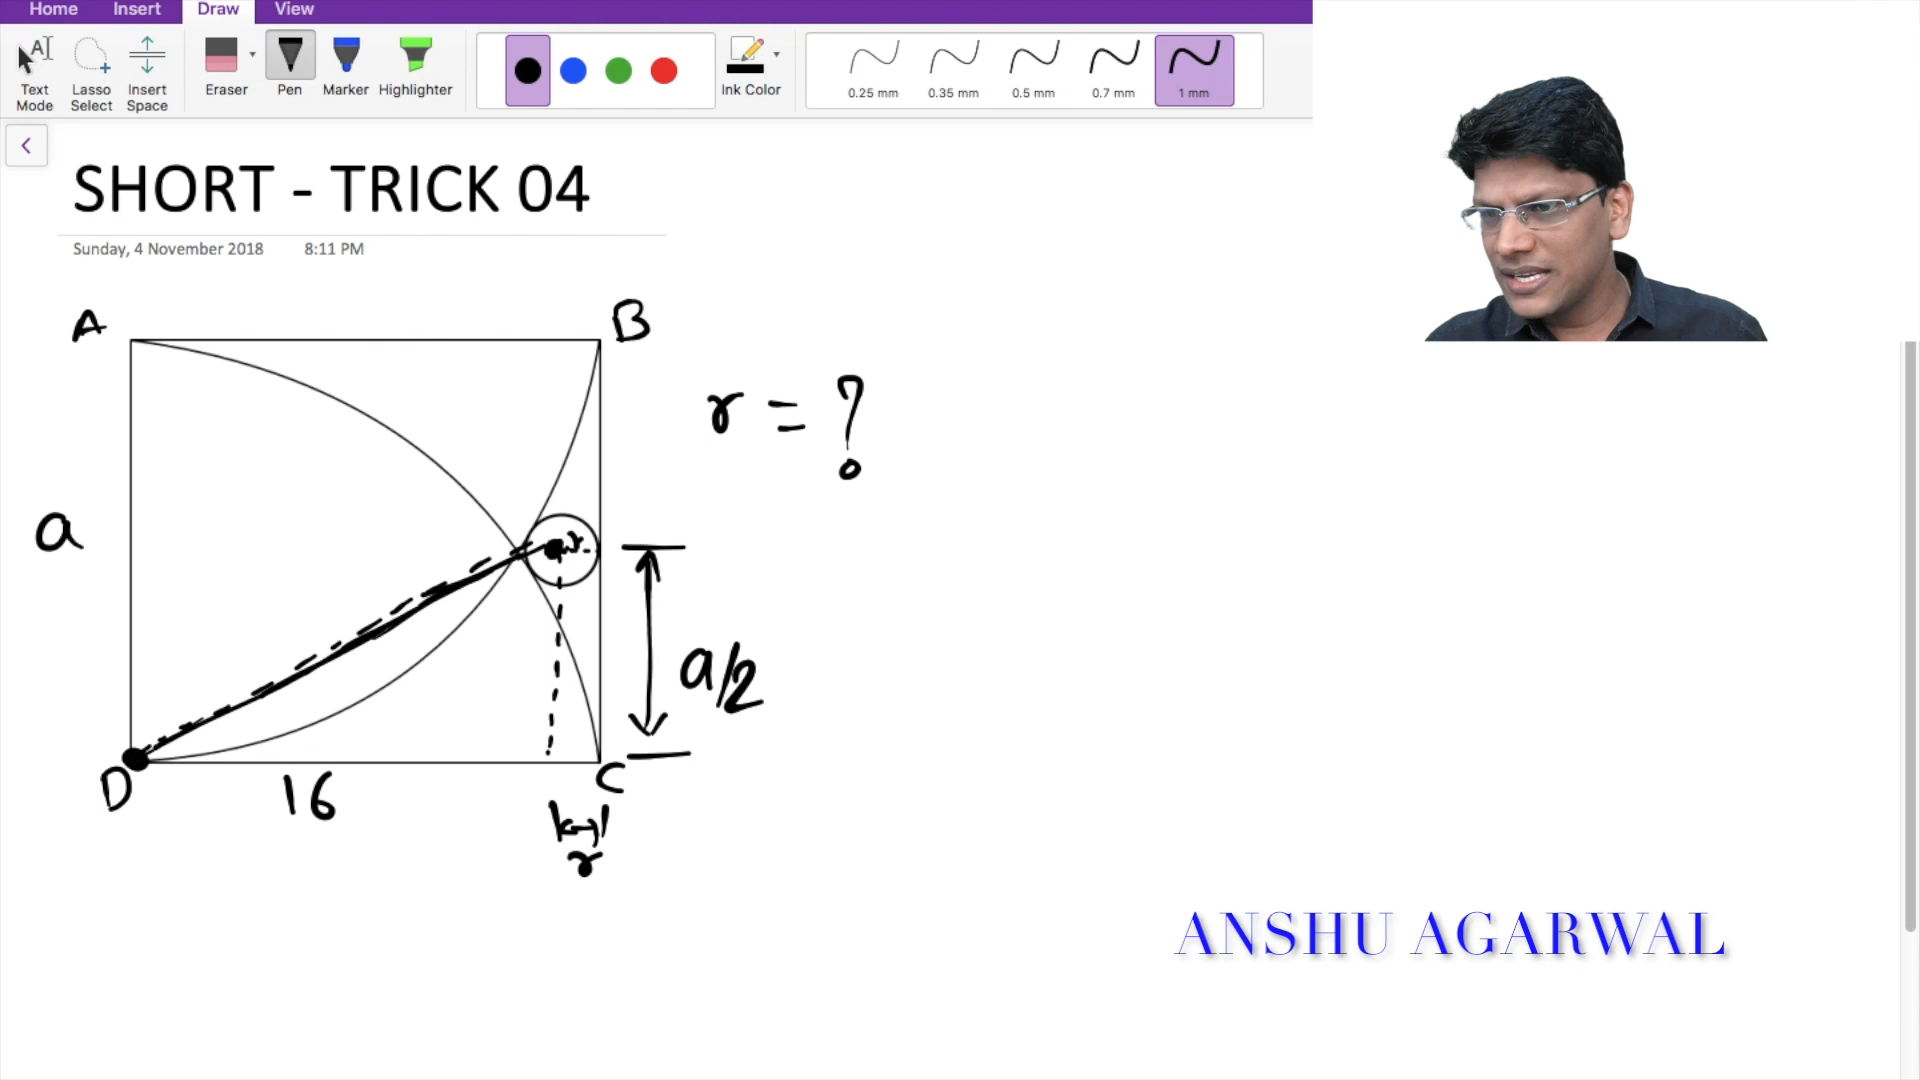 Home Insert Draw View
Text Mode
Lasso Select
Insert Space
Eraser
Pen
Marker
Highlighter
Ink Color
0.25 mm
0.35 mm
0.5 mm
0.7 mm
1 mm
SHORT - TRICK 04
Sunday, 4 November 2018 8:11 PM
A
B
r = ?
a
r
a/2
D
16
C
r
ANSHU AGARWAL